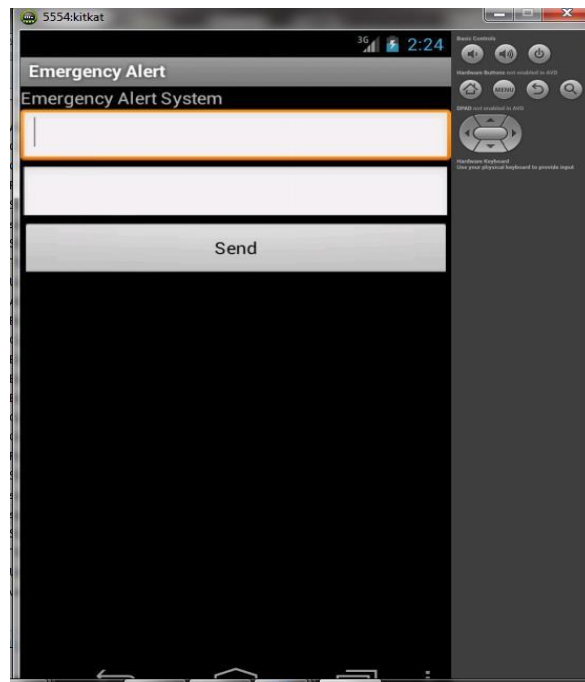 5554:kitkat
3G 2:24
Emergency Alert
Emergency Alert System
Send
Basic Controls
Hardware Buttons not enabled in AVD
MENU
DPAD not enabled in AVD
Hardware Keyboard
Use your physical keyboard to provide input